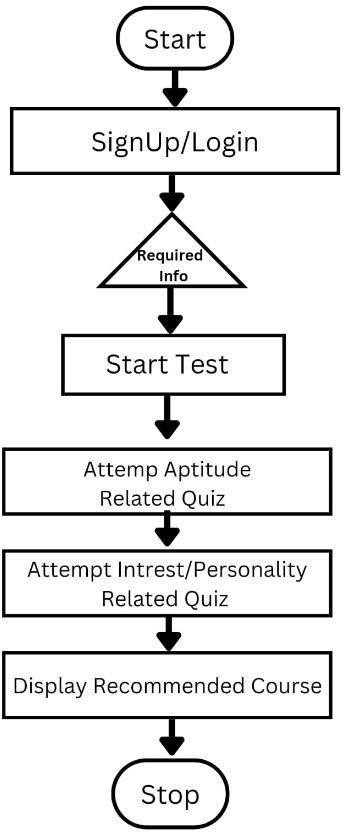 Start
SignUp/Login
Required
Info
Start Test
Attemp Aptitude
Related Quiz
Attempt Intrest/Personality
Related Quiz
Display Recommended Course
Stop